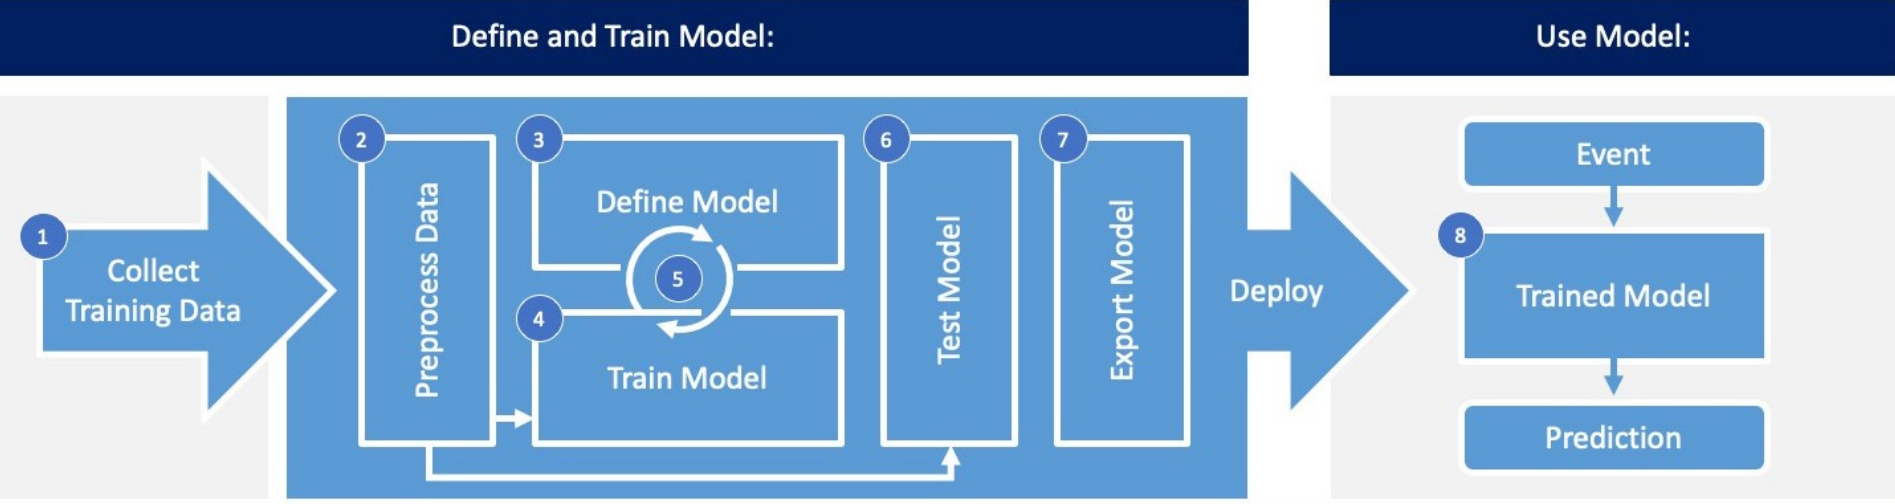 Define and Train Model:
Use Model:
1
Collect
Training Data
2
Preprocess Data
3
Define Model
5
4
Train Model
6
Test Model
7
Export Model
Deploy
Event
8
Trained Model
Prediction